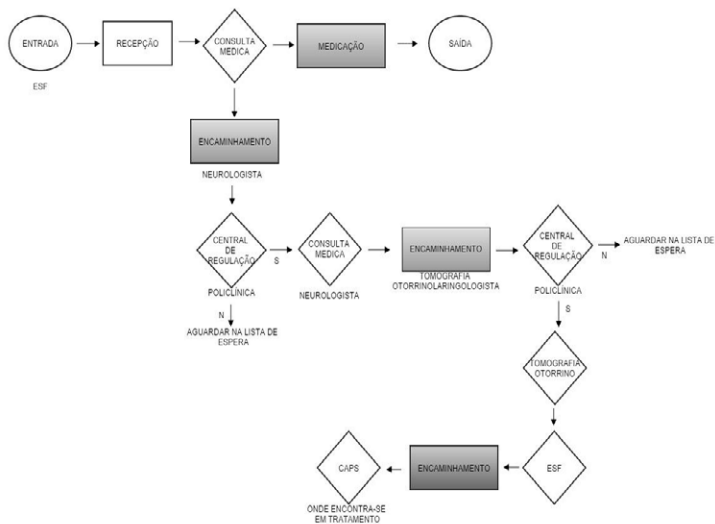 ENTRADA
RECEPÇÃO
CONSULTA
MEDICA
MEDICAÇÃO
SAÍDA
ESF
ENCAMINHAMENTO
NEUROLOGISTA
CENTRAL
DE
REGULAÇÃO
S
CONSULTA
MEDICA
ENCAMINHAMENTO
CENTRAL
DE
REGULAÇÃO
N
AGUARDAR NA LISTA DE
ESPERA
POLICLÍNICA
NEUROLOGISTA
TOMOGRAFIA
OTORRINOLARINGOLOGISTA
POLICLÍNICA
N
S
AGUARDAR NA LISTA DE
ESPERA
TOMOGRAFIA
OTORRINO
CAPS
ENCAMINHAMENTO
ESF
ONDE ENCONTRA-SE
EM TRATAMENTO